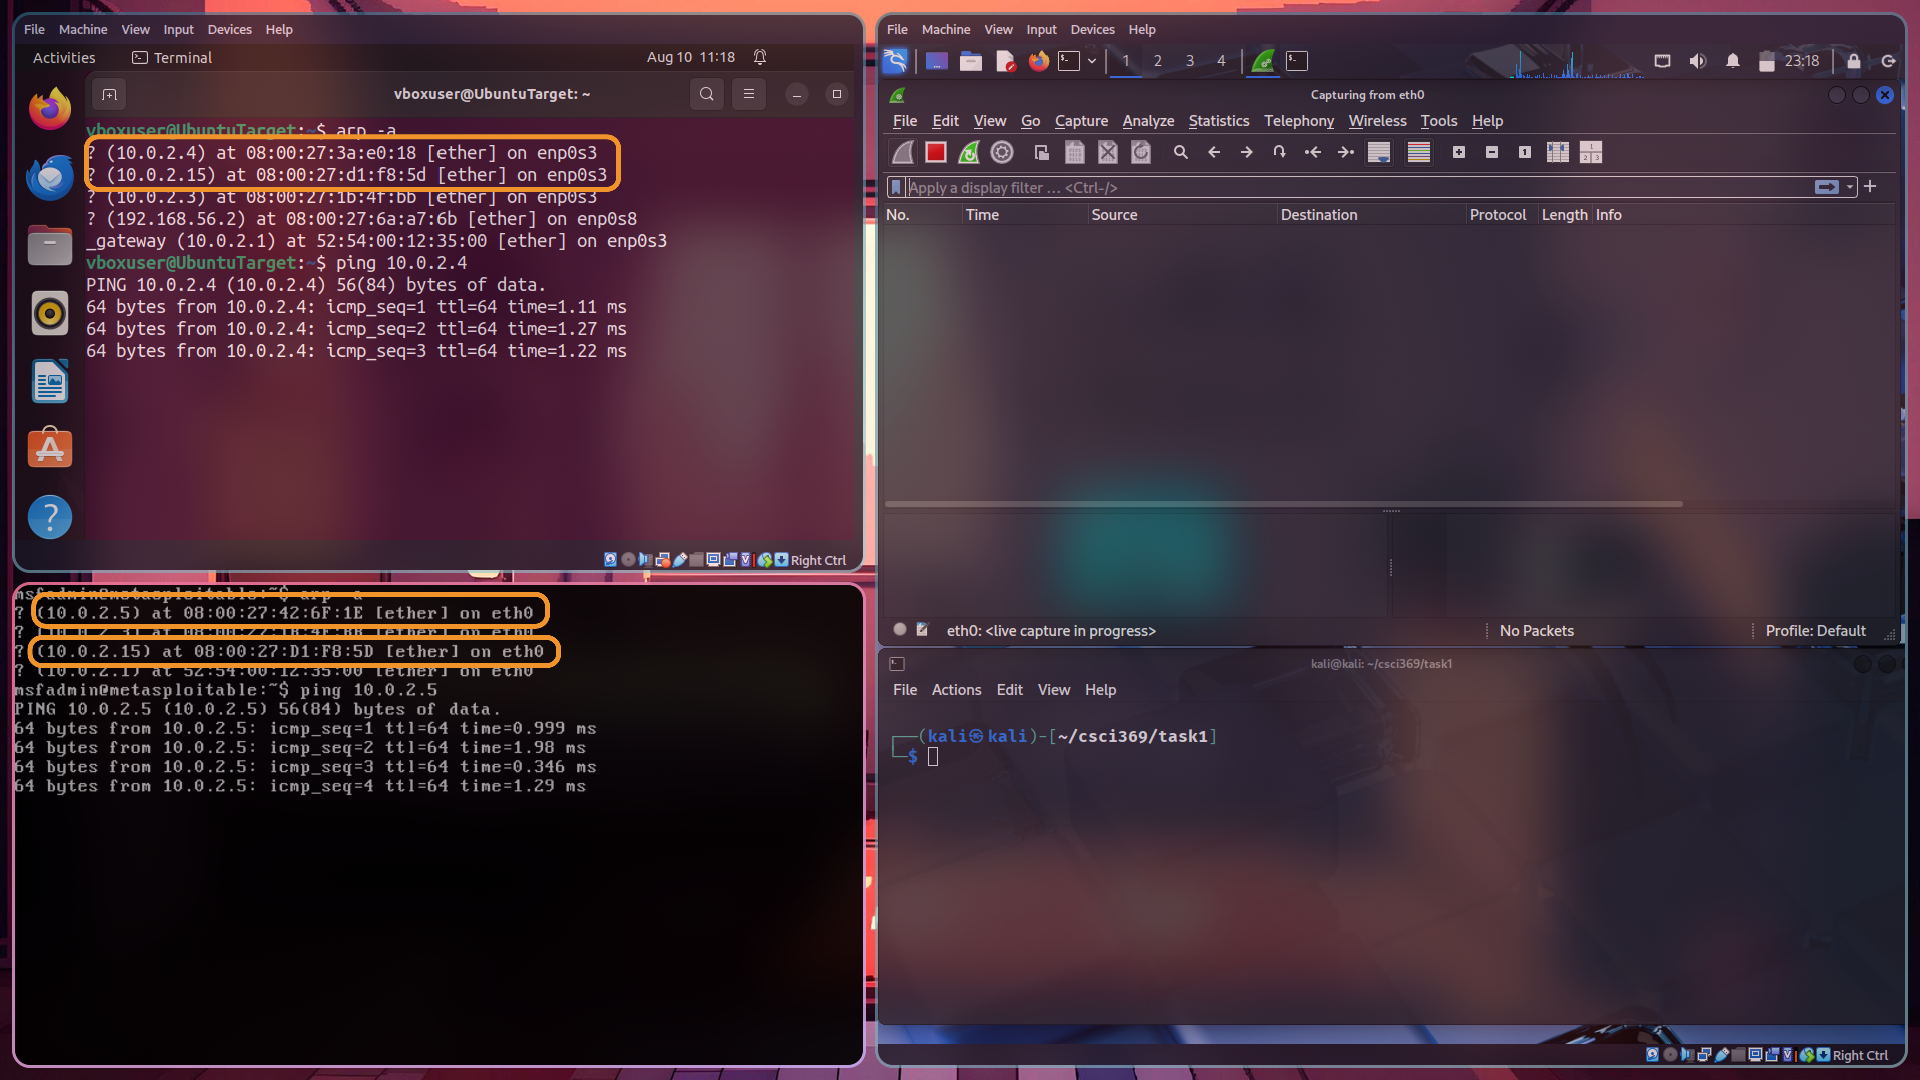 File Machine View Input Devices Help
Activities Terminal Aug 10 11:18
vboxuser@UbuntuTarget: ~
vboxuser@UbuntuTarget:~$ arp -a
? (10.0.2.4) at 08:00:27:3a:e0:18 [ether] on enp0s3
? (10.0.2.15) at 08:00:27:d1:f8:5d [ether] on enp0s3
? (10.0.2.3) at 08:00:27:1b:4f:bb [ether] on enp0s3
? (192.168.56.2) at 08:00:27:6a:a7:6b [ether] on enp0s8
_gateway (10.0.2.1) at 52:54:00:12:35:00 [ether] on enp0s3
vboxuser@UbuntuTarget:~$ ping 10.0.2.4
PING 10.0.2.4 (10.0.2.4) 56(84) bytes of data.
64 bytes from 10.0.2.4: icmp_seq=1 ttl=64 time=1.11 ms
64 bytes from 10.0.2.4: icmp_seq=2 ttl=64 time=1.27 ms
64 bytes from 10.0.2.4: icmp_seq=3 ttl=64 time=1.22 ms
Right Ctrl
msfadmin@metasploitable:~$ arp -a
? (10.0.2.5) at 08:00:27:42:6F:1E [ether] on eth0
? (10.0.2.3) at 08:00:27:1B:4F:BB [ether] on eth0
? (10.0.2.15) at 08:00:27:D1:F8:5D [ether] on eth0
? (10.0.2.1) at 52:54:00:12:35:00 [ether] on eth0
msfadmin@metasploitable:~$ ping 10.0.2.5
PING 10.0.2.5 (10.0.2.5) 56(84) bytes of data.
64 bytes from 10.0.2.5: icmp_seq=1 ttl=64 time=0.999 ms
64 bytes from 10.0.2.5: icmp_seq=2 ttl=64 time=1.98 ms
64 bytes from 10.0.2.5: icmp_seq=3 ttl=64 time=0.346 ms
64 bytes from 10.0.2.5: icmp_seq=4 ttl=64 time=1.29 ms
File Machine View Input Devices Help
1 2 3 4 23:18
Capturing from eth0
File Edit View Go Capture Analyze Statistics Telephony Wireless Tools Help
Apply a display filter … <Ctrl-/>
No. Time Source Destination Protocol Length Info
eth0: <live capture in progress> No Packets Profile: Default
kali@kali: ~/csci369/task1
File Actions Edit View Help
(kali㉿kali)-[~/csci369/task1]
$
Right Ctrl